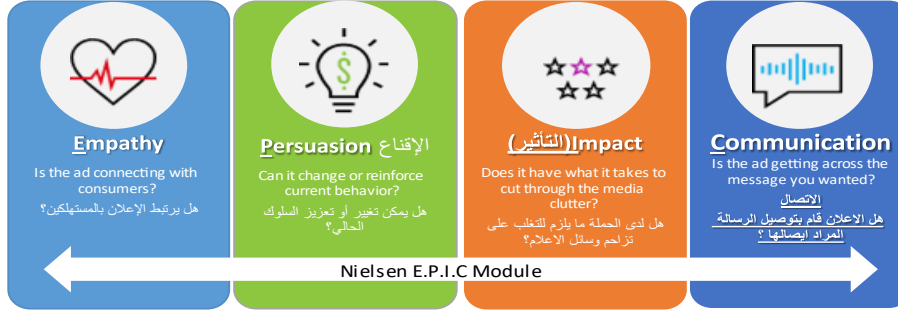 Empathy
Is the ad connecting with
consumers?
هل يرتبط الإعلان بالمستهلكين؟
Persuasion الإقناع
Can it change or reinforce
current behavior?
هل يمكن تغيير أو تعزيز السلوك
الحالي؟
(التأثير)Impact
Does it have what it takes to
cut through the media
clutter?
هل لدى الحملة ما يلزم للتغلب على
تزاحم وسائل الاعلام؟
Communication
Is the ad getting across the
message you wanted?
الاتصال
هل الاعلان قام بتوصيل الرسالة
المراد ايصالها ؟
Nielsen E.P.I.C Module